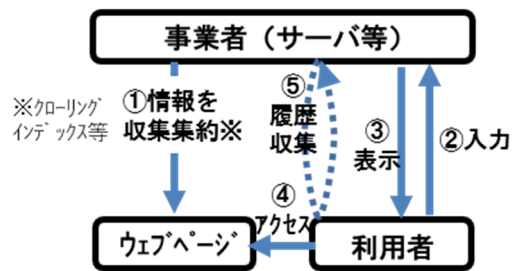 事業者（サーバ等）
※ｸﾛｰﾘﾝｸﾞ
ｲﾝﾃﾞｯｸｽ等
①情報を
収集集約※
⑤
履歴
収集
③
表示
②入力
④
ｱｸｾｽ
ｳｪﾌﾞﾍﾟｰｼﾞ
利用者